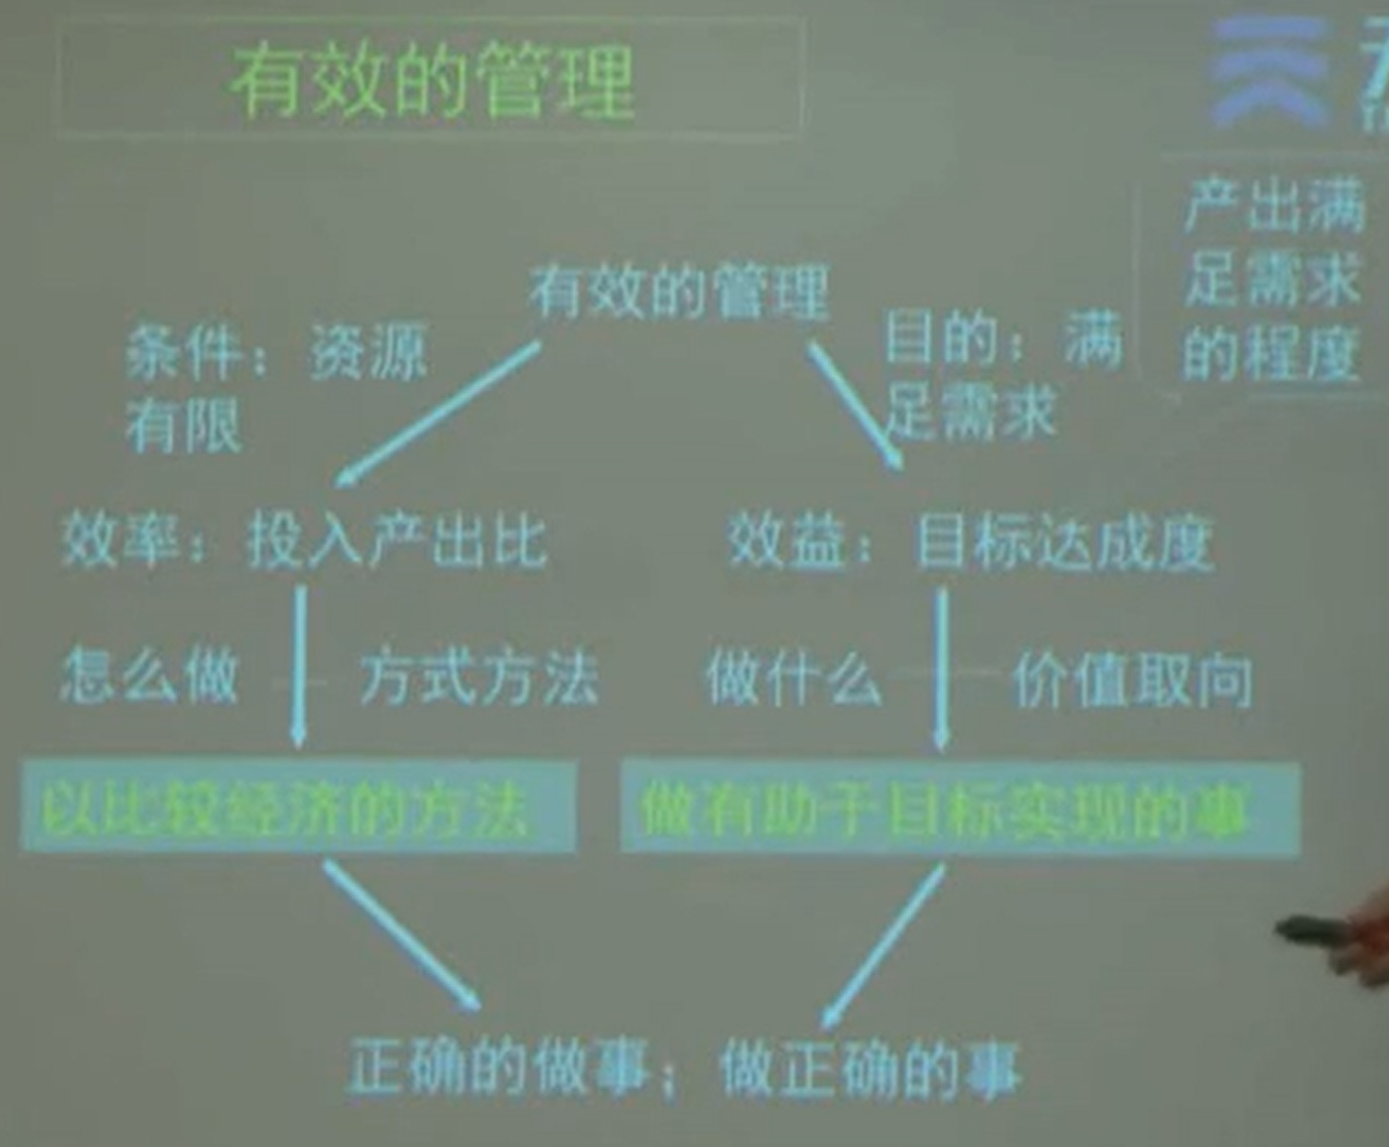 有效的管理
产出满
足需求
的程度
有效的管理
条件：资源
有限
目的：满
足需求
效率：投入产出比
效益：目标达成度
怎么做 方式方法
做什么 价值取向
以比较经济的方法
做有助于目标实现的事
正确的做事；做正确的事